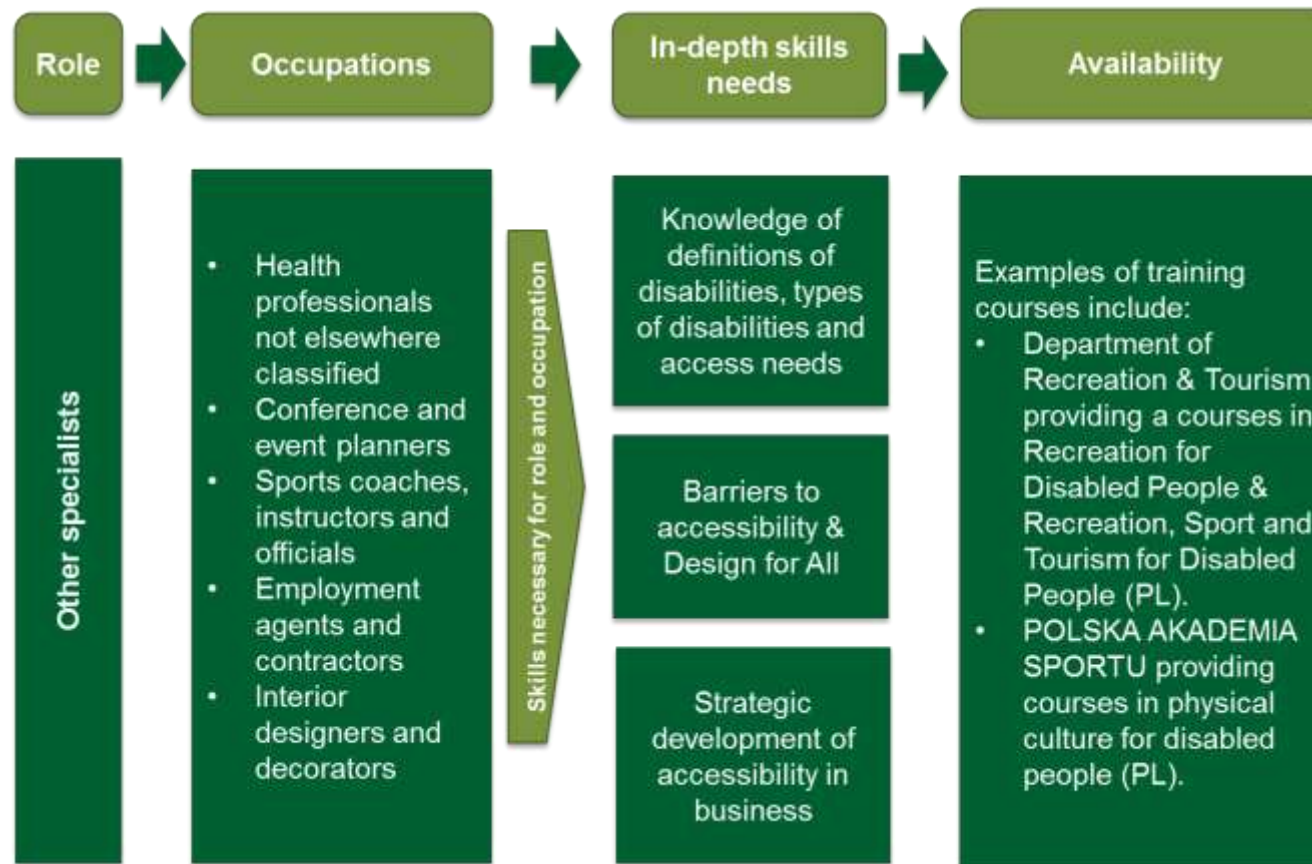 Role
Occupations
In-depth skills
needs
Availability
Other specialists
• Health
professionals
not elsewhere
classified
• Conference and
event planners
• Sports coaches,
instructors and
officials
• Employment
agents and
contractors
• Interior
designers and
decorators
Skills necessary for role and occupation
Knowledge of
definitions of
disabilities, types
of disabilities and
access needs
Barriers to
accessibility &
Design for All
Strategic
development of
accessibility in
business
Examples of training
courses include:
• Department of
Recreation & Tourism
providing a courses in
Recreation for
Disabled People &
Recreation, Sport and
Tourism for Disabled
People (PL).
• POLSKA AKADEMIA
SPORTU providing
courses in physical
culture for disabled
people (PL).